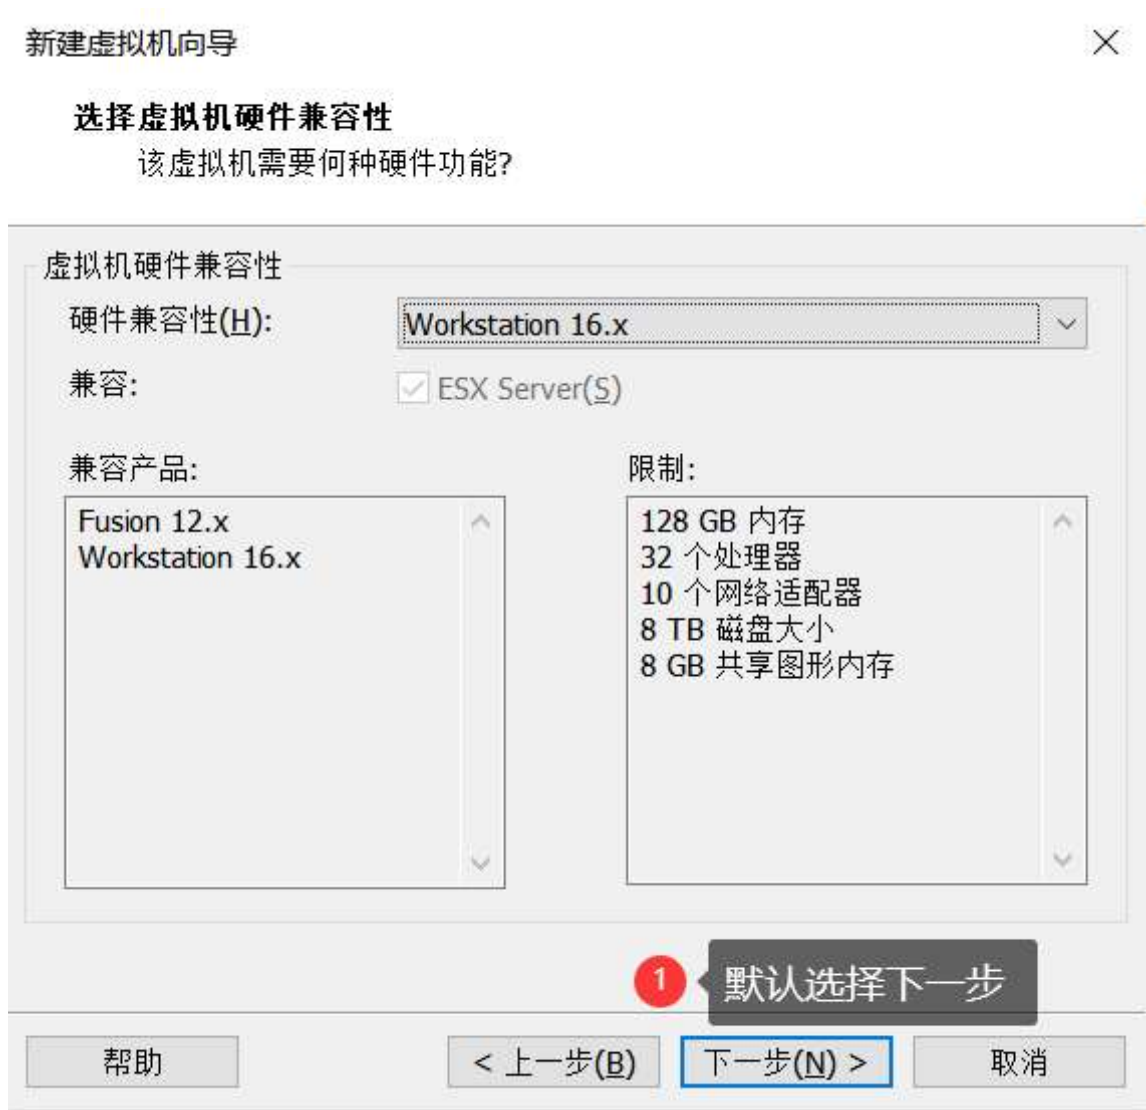 新建虚拟机向导
选择虚拟机硬件兼容性
该虚拟机需要何种硬件功能?
虚拟机硬件兼容性
硬件兼容性(H): Workstation 16.x
兼容: ESX Server(S)
兼容产品:
Fusion 12.x
Workstation 16.x
限制:
128 GB 内存
32 个处理器
10 个网络适配器
8 TB 磁盘大小
8 GB 共享图形内存
1 默认选择下一步
帮助 < 上一步(B) 下一步(N) > 取消